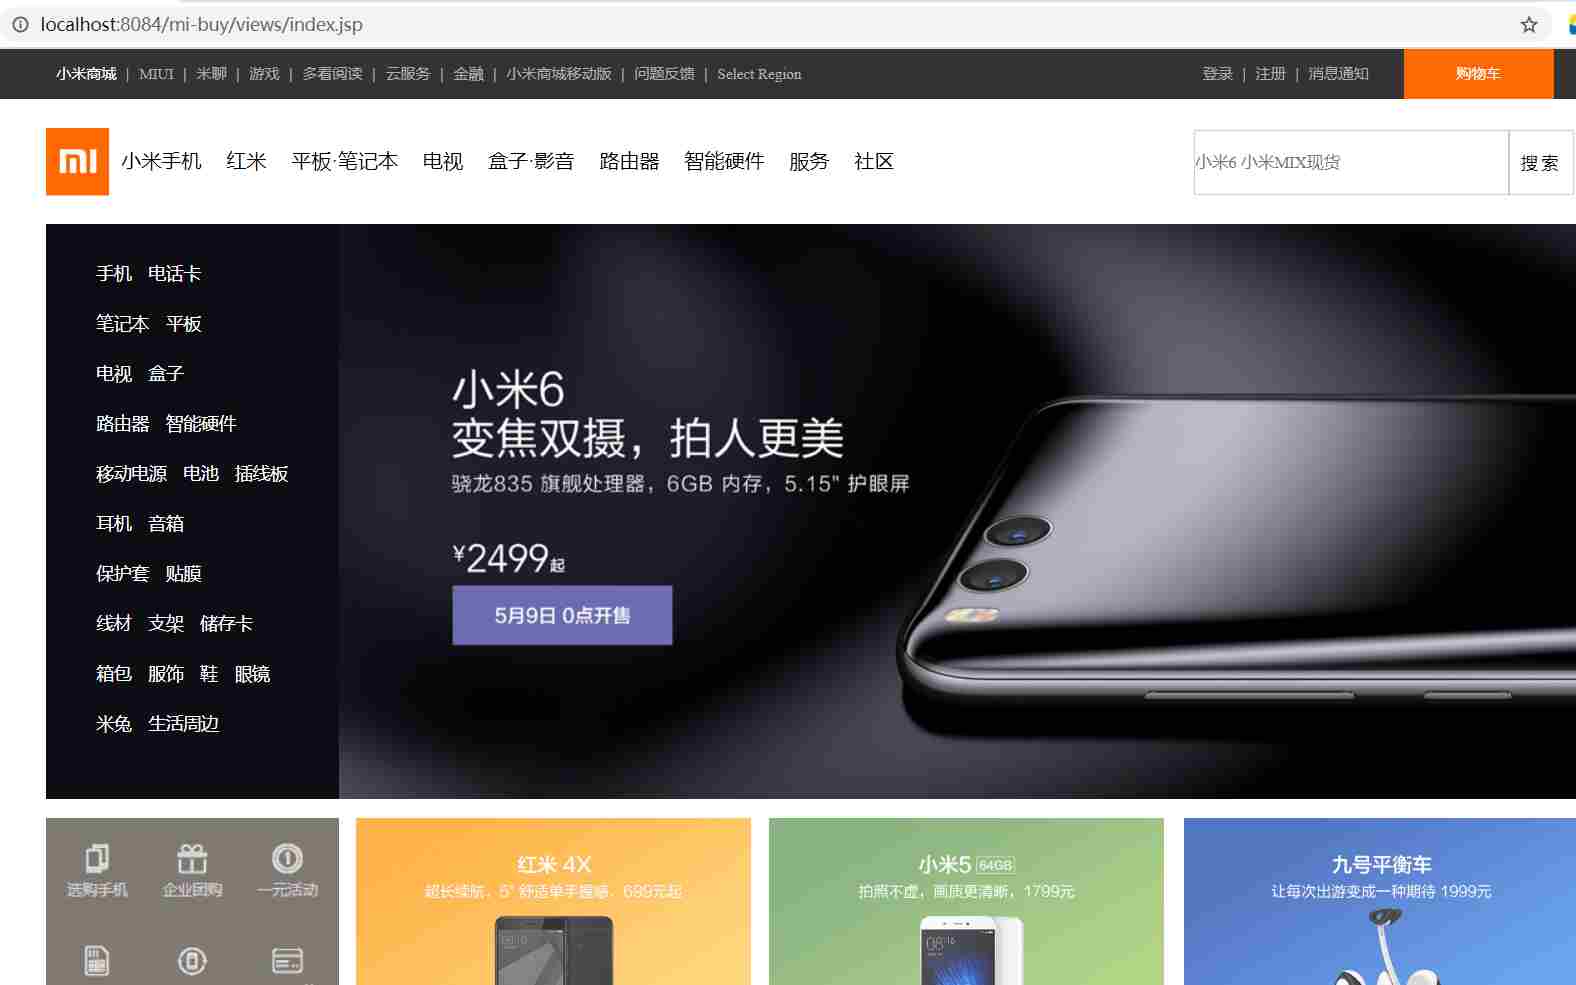 localhost:8084/mi-buy/views/index.jsp
小米商城 | MIUI | 米聊 | 游戏 | 多看阅读 | 云服务 | 金融 | 小米商城移动版 | 问题反馈 | Select Region 登录 | 注册 | 消息通知 购物车
mi 小米手机 红米 平板·笔记本 电视 盒子·影音 路由器 智能硬件 服务 社区 小米6 小米MIX现货 搜索
手机 电话卡
笔记本 平板
电视 盒子
路由器 智能硬件
移动电源 电池 插线板
耳机 音箱
保护套 贴膜
线材 支架 储存卡
箱包 服饰 鞋 眼镜
米兔 生活周边
小米6
变焦双摄，拍人更美
骁龙835 旗舰处理器，6GB 内存，5.15" 护眼屏
¥2499起
5月9日 0点开售
选购手机 企业团购 一元活动
红米 4X
超长续航，5" 舒适单手握感，699元起
小米5 64GB
拍照不虚，画质更清晰，1799元
08:16
九号平衡车
让每次出游变成一种期待 1999元